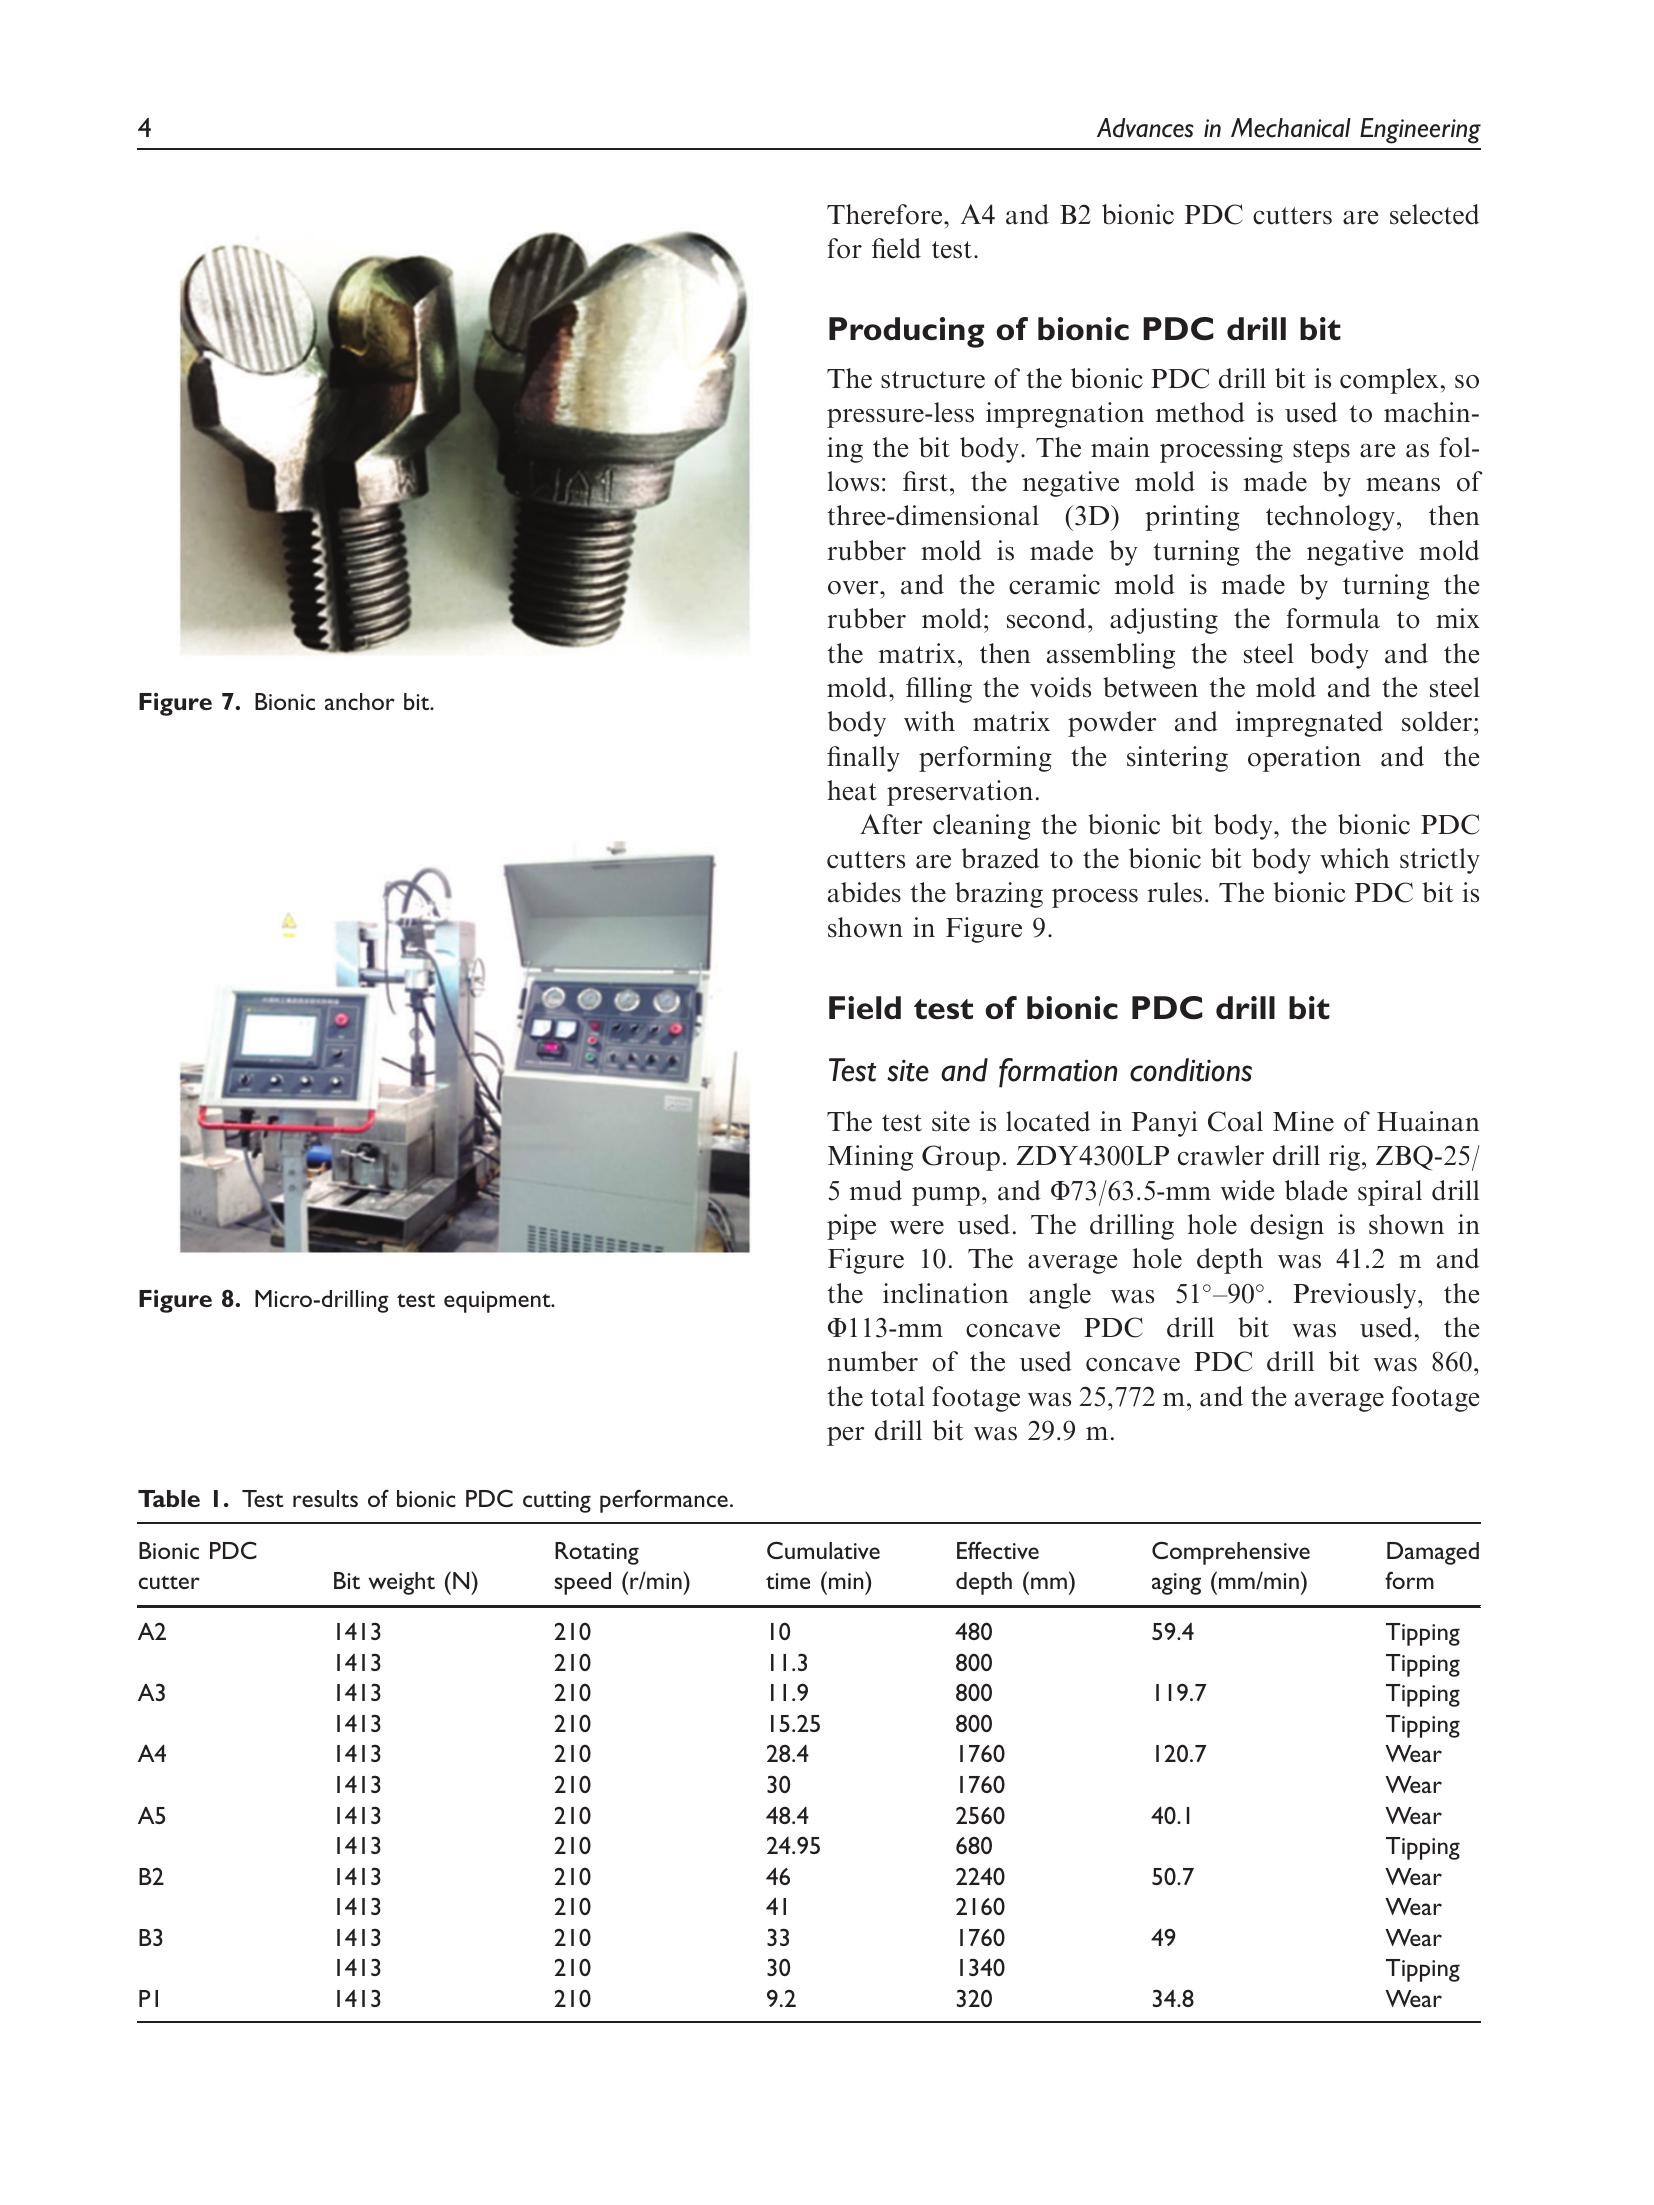 4
Advances in Mechanical Engineering
Figure 7. Bionic anchor bit.
Figure 8. Micro-drilling test equipment.
Therefore, A4 and B2 bionic PDC cutters are selected
for field test.
Producing of bionic PDC drill bit
The structure of the bionic PDC drill bit is complex, so
pressure-less impregnation method is used to machin-
ing the bit body. The main processing steps are as fol-
lows: first, the negative mold is made by means of
three-dimensional (3D) printing technology, then
rubber mold is made by turning the negative mold
over, and the ceramic mold is made by turning the
rubber mold; second, adjusting the formula to mix
the matrix, then assembling the steel body and the
mold, filling the voids between the mold and the steel
body with matrix powder and impregnated solder;
finally performing the sintering operation and the
heat preservation.
After cleaning the bionic bit body, the bionic PDC
cutters are brazed to the bionic bit body which strictly
abides the brazing process rules. The bionic PDC bit is
shown in Figure 9.
Field test of bionic PDC drill bit
Test site and formation conditions
The test site is located in Panyi Coal Mine of Huainan
Mining Group. ZDY4300LP crawler drill rig, ZBQ-25/
5 mud pump, and Φ73/63.5-mm wide blade spiral drill
pipe were used. The drilling hole design is shown in
Figure 10. The average hole depth was 41.2 m and
the inclination angle was 51°–90°. Previously, the
Φ113-mm concave PDC drill bit was used, the
number of the used concave PDC drill bit was 860,
the total footage was 25,772 m, and the average footage
per drill bit was 29.9 m.
Table 1. Test results of bionic PDC cutting performance.
Bionic PDC cutter Bit weight (N) Rotating speed (r/min) Cumulative time (min) Effective depth (mm) Comprehensive aging (mm/min) Damaged form
A2 1413 210 10 480 59.4 Tipping
1413 210 11.3 800 Tipping
A3 1413 210 11.9 800 119.7 Tipping
1413 210 15.25 800 Tipping
A4 1413 210 28.4 1760 120.7 Wear
1413 210 30 1760 Wear
A5 1413 210 48.4 2560 40.1 Wear
1413 210 24.95 680 Tipping
B2 1413 210 46 2240 50.7 Wear
1413 210 41 2160 Wear
B3 1413 210 33 1760 49 Wear
1413 210 30 1340 Tipping
P1 1413 210 9.2 320 34.8 Wear